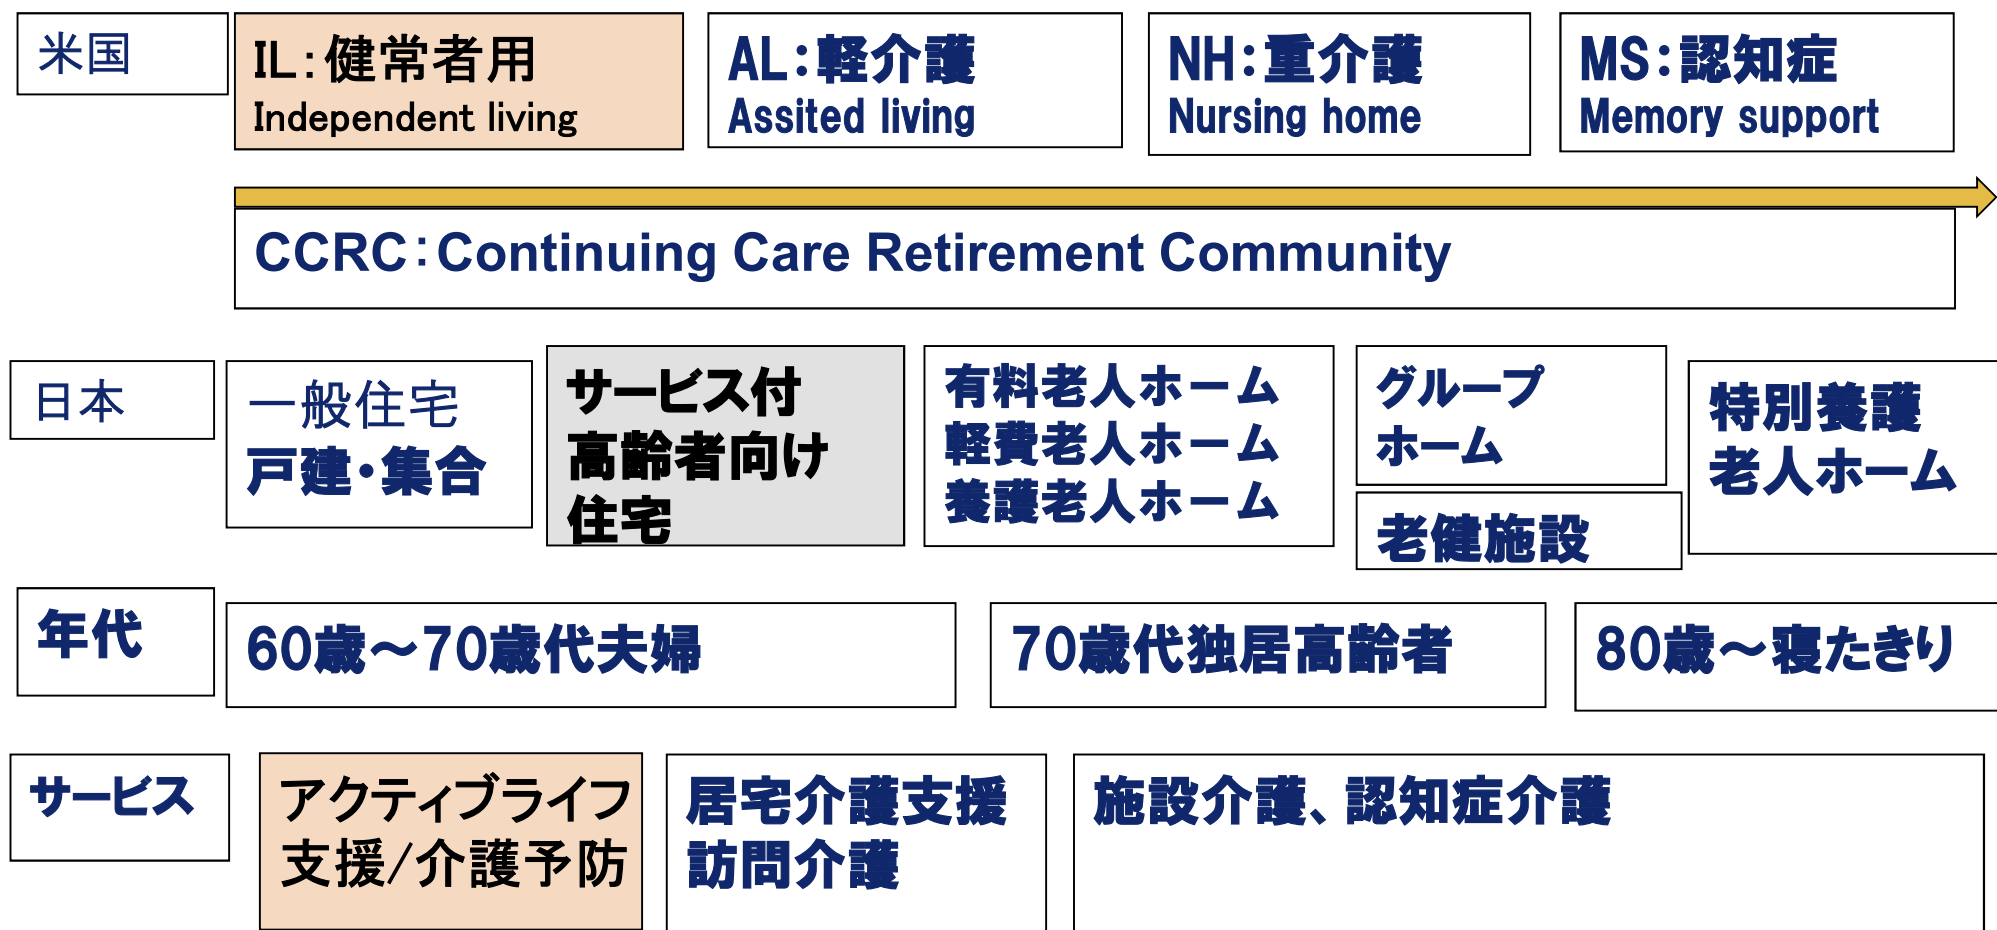 米国
IL：健常者用
Independent living
AL：軽介護
Assited living
NH：重介護
Nursing home
MS：認知症
Memory support
CCRC：Continuing Care Retirement Community
日本
一般住宅
戸建・集合
サービス付
高齢者向け
住宅
有料老人ホーム
軽費老人ホーム
養護老人ホーム
グループ
ホーム
老健施設
特別養護
老人ホーム
年代
60歳～70歳代夫婦
70歳代独居高齢者
80歳～寝たきり
サービス
アクティブライフ
支援/介護予防
居宅介護支援
訪問介護
施設介護、認知症介護